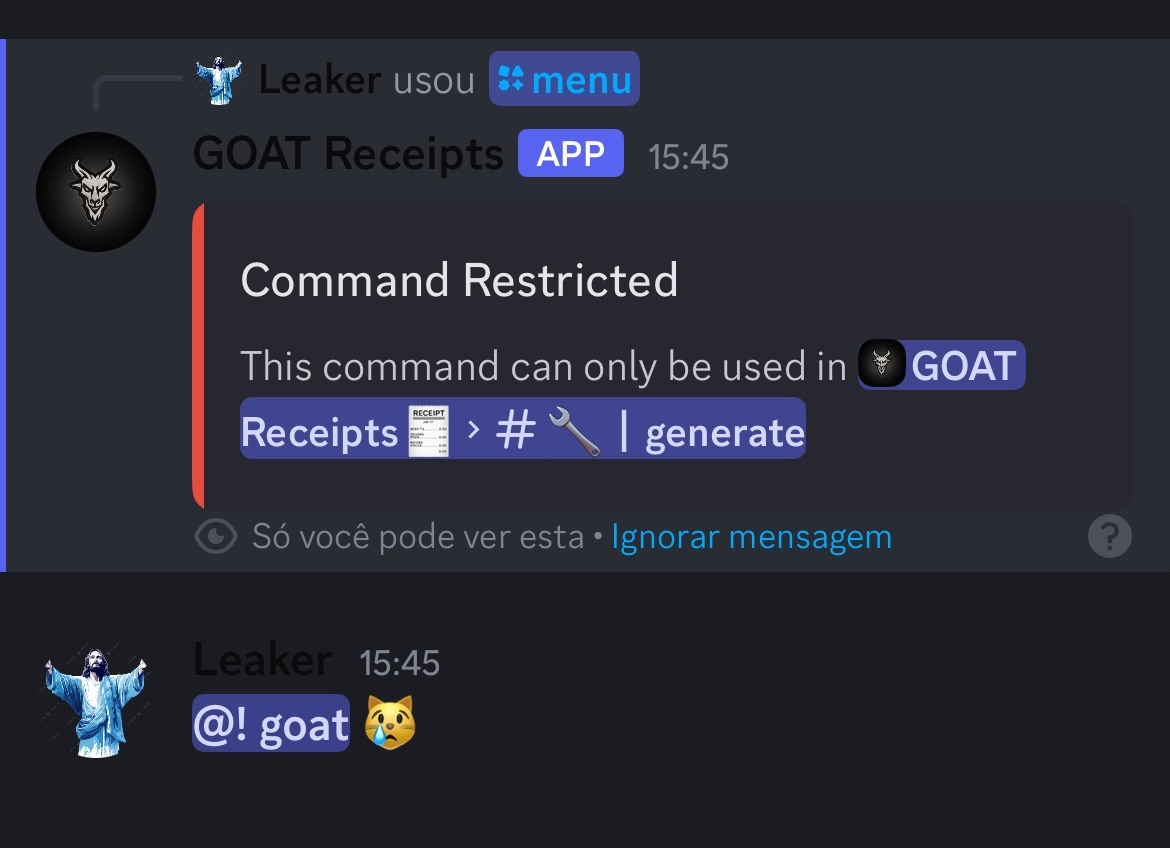 Leaker usou menu
GOAT Receipts APP 15:45
Command Restricted
This command can only be used in GOAT
Receipts 🧾 › # 🔧 | generate
Só você pode ver esta • Ignorar mensagem ?
Leaker 15:45
@! goat 😿